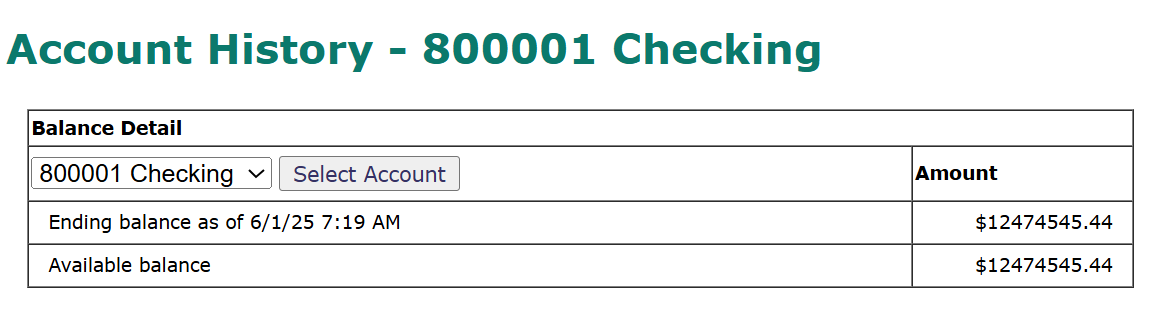 Account History - 800001 Checking
Balance Detail
800001 Checking Select Account Amount
Ending balance as of 6/1/25 7:19 AM $12474545.44
Available balance $12474545.44